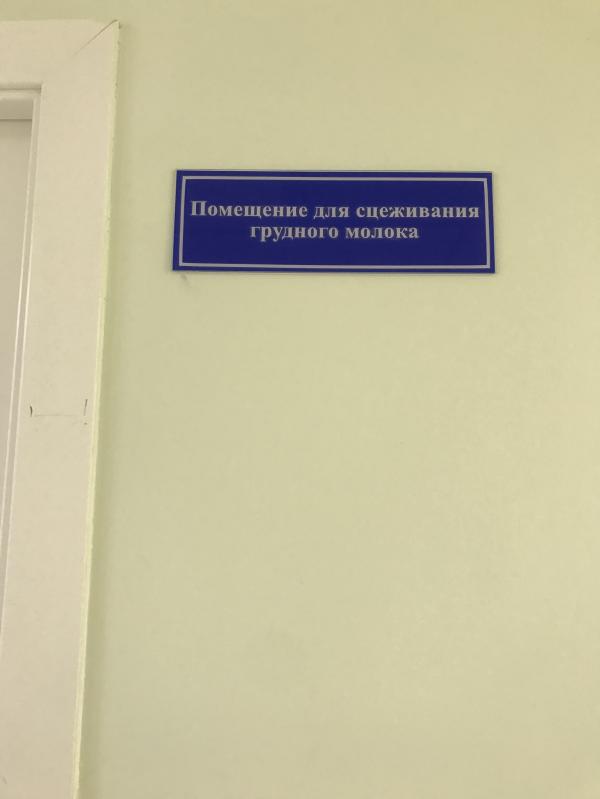 Помещение для сцеживания
грудного молока